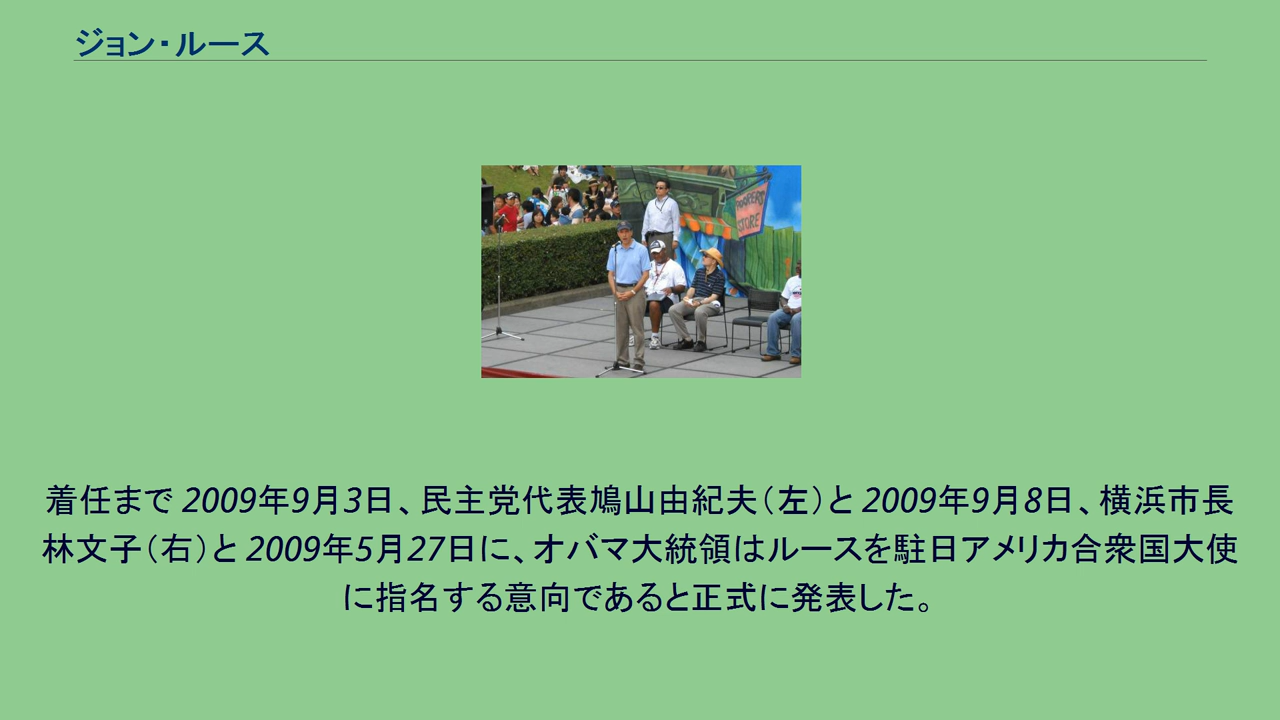 ジョン・ルース
POOKERS
STORE
着任まで 2009年9月3日、民主党代表鳩山由紀夫（左）と 2009年9月8日、横浜市長
林文子（右）と 2009年5月27日に、オバマ大統領はルースを駐日アメリカ合衆国大使
に指名する意向であると正式に発表した。